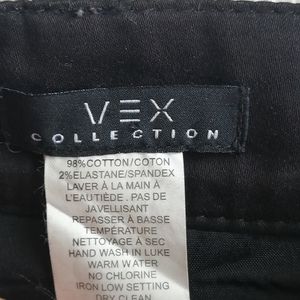 VEX
COLLECTION
98%COTTON/COTON
2%ELASTANE/SPANDEX
LAVER À LA MAIN À
L'EAUTIÈDE . PAS DE
JAVELLISANT
REPASSER À BASSE
TEMPÉRATURE
NETTOYAGE À SEC
HAND WASH IN LUKE
WARM WATER
NO CHLORINE
IRON LOW SETTING
DRY CLEAN